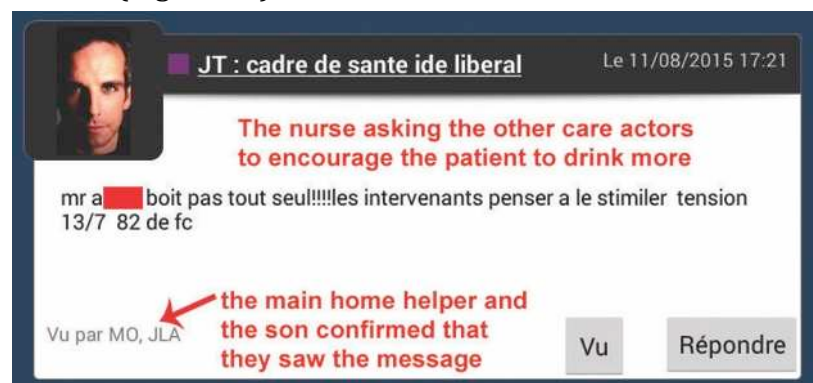 JT : cadre de sante ide liberal
Le 11/08/2015 17:21
The nurse asking the other care actors
to encourage the patient to drink more
mr a boit pas tout seul!!!!les intervenants penser a le stimiler tension
13/7 82 de fc
the main home helper and
the son confirmed that
they saw the message
Vu par MO, JLA
Vu
Répondre